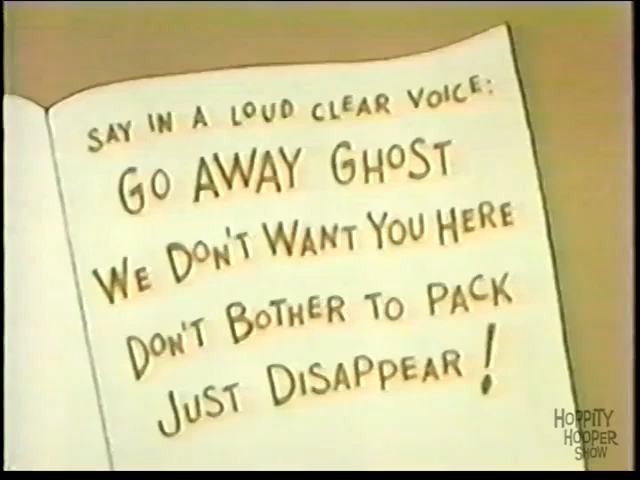 SAY IN A LOUD CLEAR VOICE:
GO AWAY GHOST
WE DON'T WANT YOU HERE
DON'T BOTHER TO PACK
JUST DISAPPEAR!
HOPPITY
HOOPER
SHOW